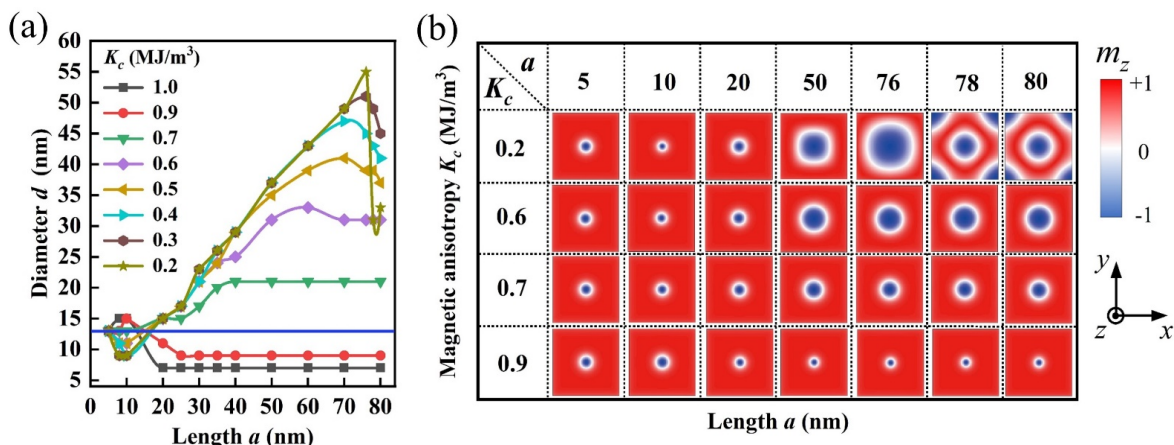 (a)
60
55
50
45
40
35
30
25
20
15
10
5
Diameter d (nm)
K_c (MJ/m³)
1.0
0.9
0.7
0.6
0.5
0.4
0.3
0.2
0 10 20 30 40 50 60 70 80
Length a (nm)
(b)
a
K_c
5 10 20 50 76 78 80
0.2
0.6
0.7
0.9
Magnetic anisotropy K_c (MJ/m³)
Length a (nm)
m_z
+1
0
-1
y
z x